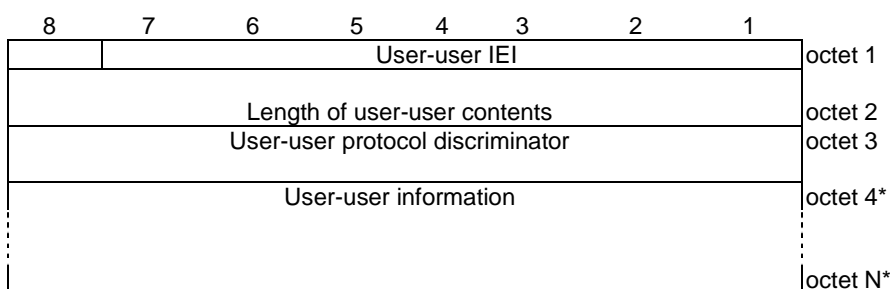 8 7 6 5 4 3 2 1
User-user IEI octet 1
Length of user-user contents octet 2
User-user protocol discriminator octet 3
User-user information octet 4*
octet N*